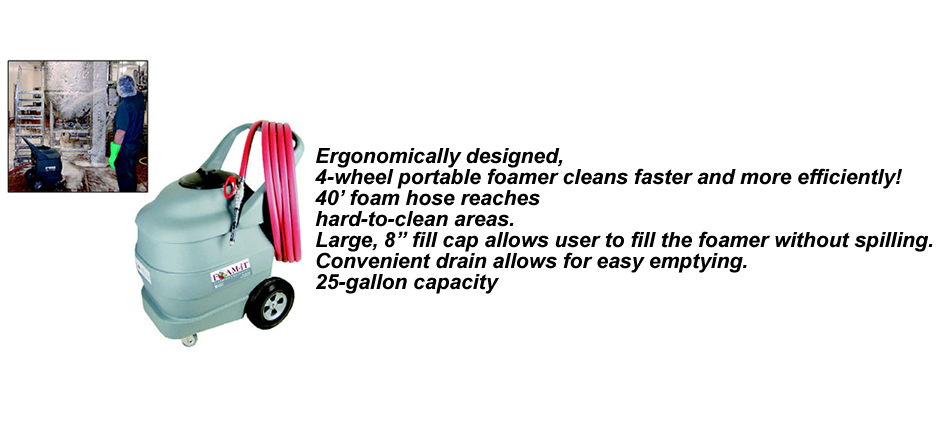 Ergonomically designed,
4-wheel portable foamer cleans faster and more efficiently!
40’ foam hose reaches
hard-to-clean areas.
Large, 8” fill cap allows user to fill the foamer without spilling.
Convenient drain allows for easy emptying.
25-gallon capacity
FOAM-iT